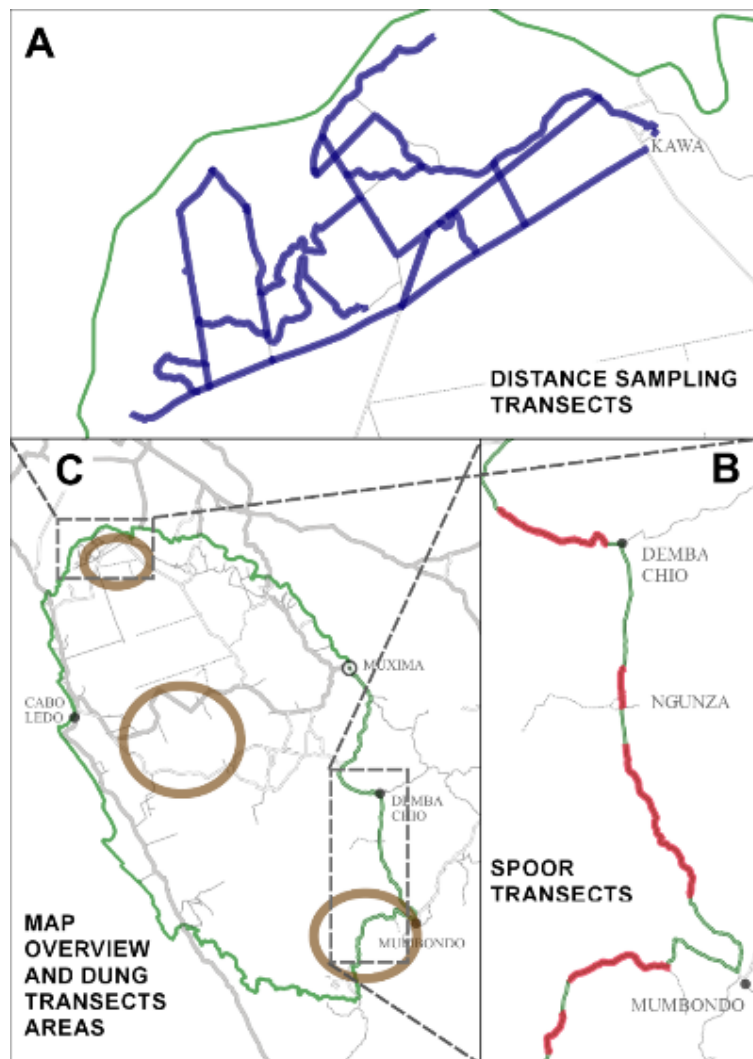 A
KAWA
DISTANCE SAMPLING
TRANSECTS
C
MUXIMA
CABO
LEDO
DEMBA
CHIO
MUMBONDO
MAP
OVERVIEW
AND DUNG
TRANSECTS
AREAS
B
DEMBA
CHIO
NGUNZA
SPOOR
TRANSECTS
MUMBONDO